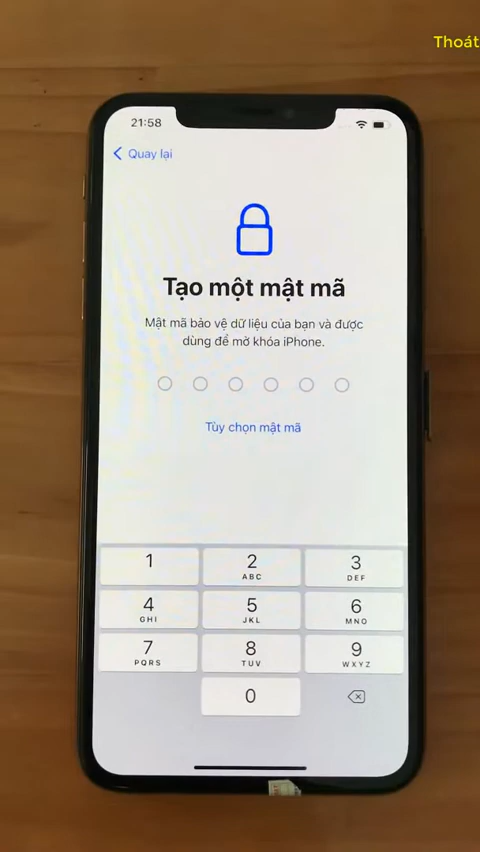 Thoát
21:58
Quay lại
Tạo một mật mã
Mật mã bảo vệ dữ liệu của bạn và được
dùng để mở khóa iPhone.
Tùy chọn mật mã
1
2
ABC
3
DEF
4
GHI
5
JKL
6
MNO
7
PQRS
8
TUV
9
WXYZ
0